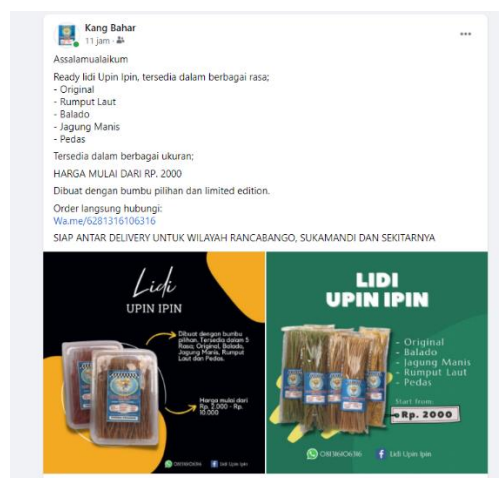 Kang Bahar
11 jam
Assalamualaikum
Ready lidi Upin Ipin, tersedia dalam berbagai rasa;
- Original
- Rumput Laut
- Balado
- Jagung Manis
- Pedas
Tersedia dalam berbagai ukuran;
HARGA MULAI DARI RP. 2000
Dibuat dengan bumbu pilihan dan limited edition.
Order langsung hubungi:
Wa.me/6281316106316
SIAP ANTAR DELIVERY UNTUK WILAYAH RANCABANGO, SUKAMANDI DAN SEKITARNYA
Lidi
UPIN IPIN
Dibuat dengan bumbu
pilihan. Tersedia dalam 5
Rasa; Original, Balado,
Jagung Manis, Rumput
Laut dan Pedas.
Harga mulai dari
Rp. 2.000 - Rp.
10.000
081316106316 Lidi Upin Ipin
LIDI
UPIN IPIN
- Original
- Balado
- Jagung Manis
- Rumput Laut
- Pedas
Start from:
Rp. 2000
081316106316 Lidi Upin Ipin